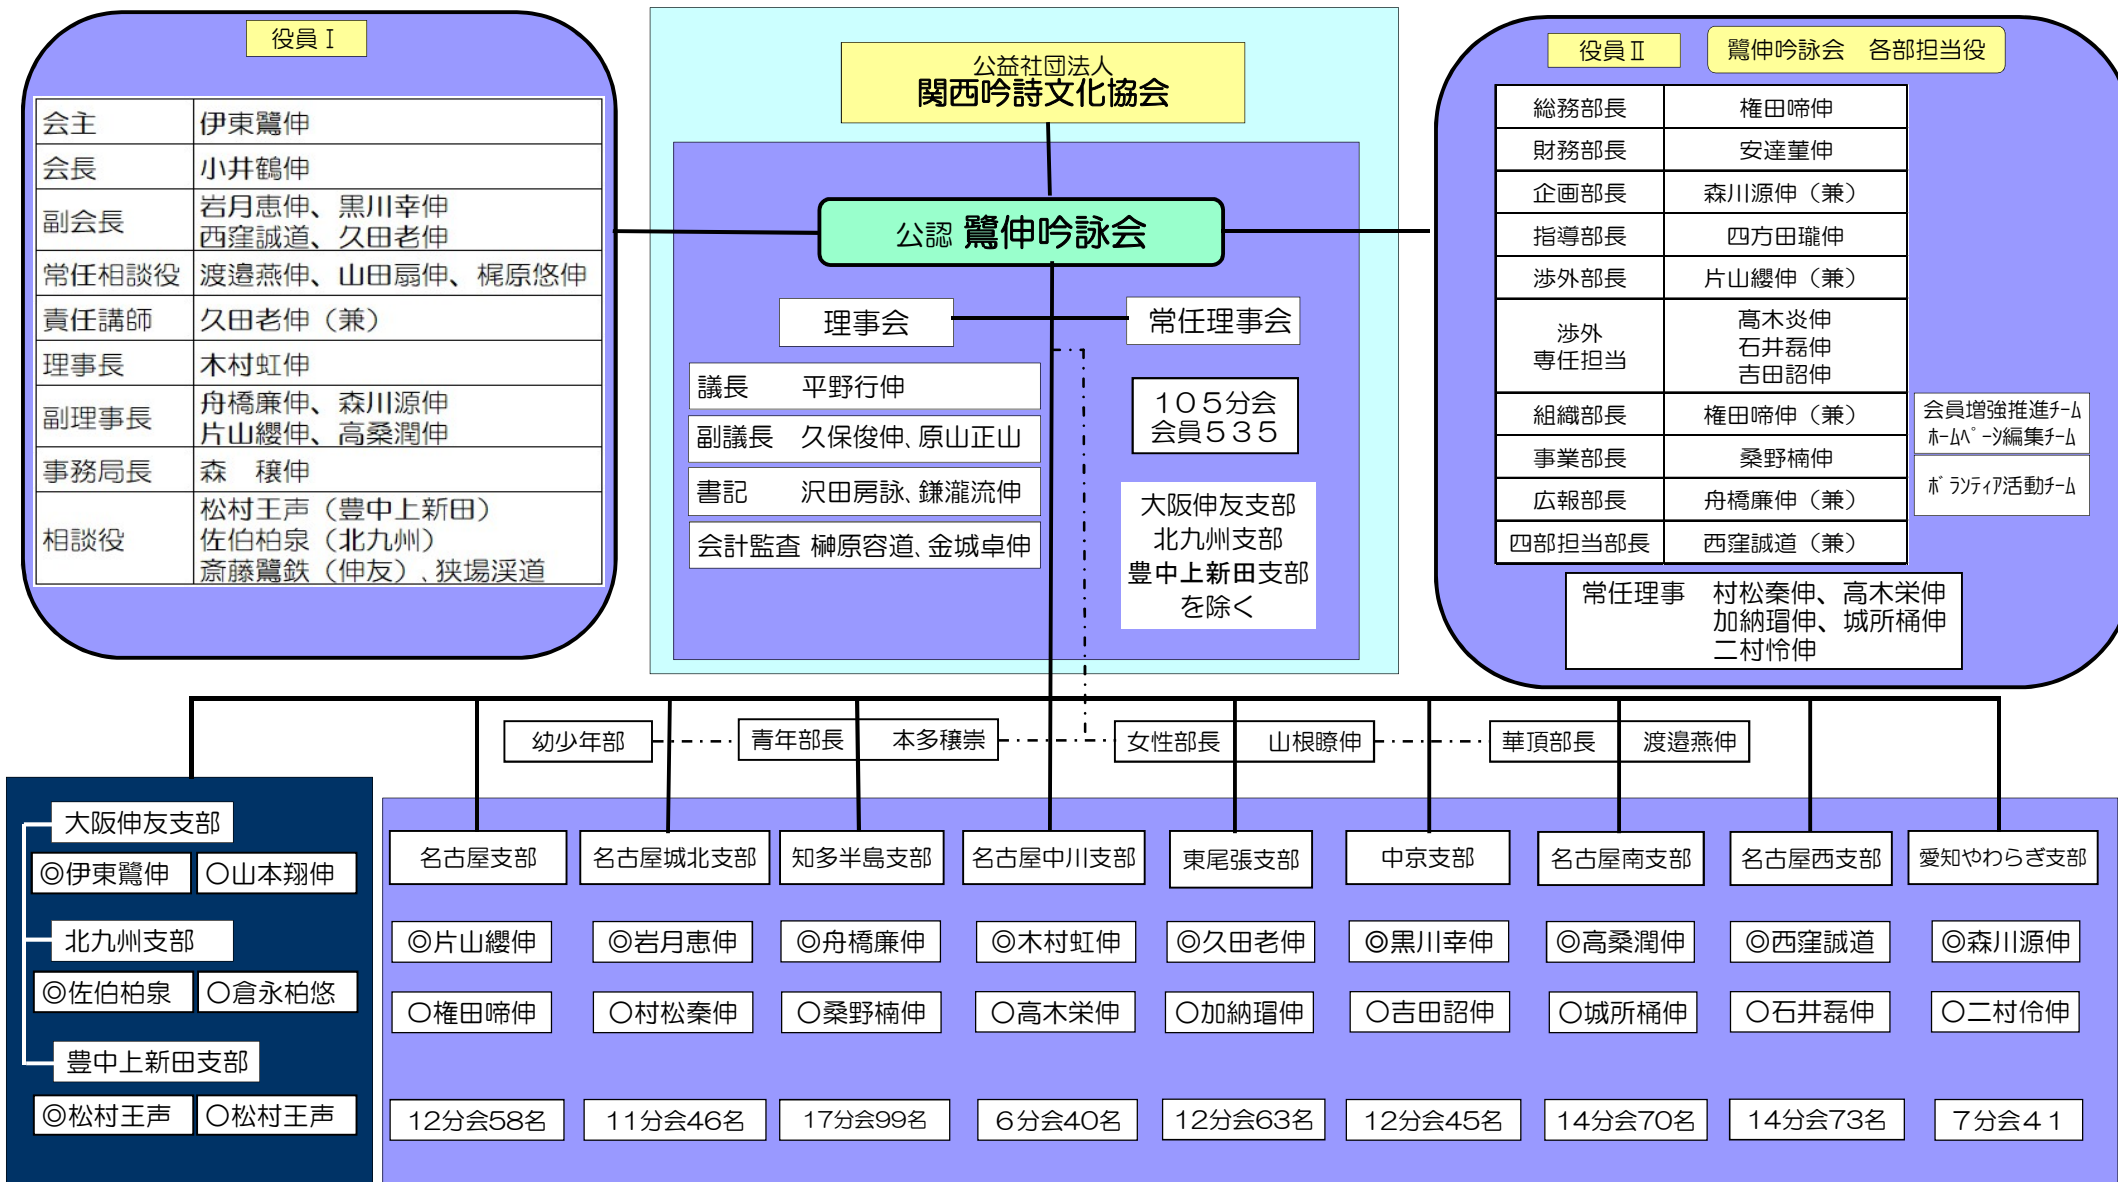 役員Ⅰ
会主 伊東鷺伸
会長 小井鶴伸
副会長 岩月恵伸、黒川幸伸
西窪誠道、久田老伸
常任相談役 渡邉燕伸、山田扇伸、梶原悠伸
責任講師 久田老伸（兼）
理事長 木村虹伸
副理事長 舟橋廉伸、森川源伸
片山纓伸、高桑潤伸
事務局長 森　穣伸
相談役 松村王声（豊中上新田）
佐伯柏泉（北九州）
斎藤鷺鉄（伸友）、狭場渓道
公益社団法人
関西吟詩文化協会
公認 鷺伸吟詠会
理事会
常任理事会
議長 平野行伸
副議長 久保俊伸、原山正山
書記 沢田房詠、鎌瀧流伸
会計監査 榊原容道、金城卓伸
１０５分会
会員５３５
大阪伸友支部
北九州支部
豊中上新田支部
を除く
役員Ⅱ
鷺伸吟詠会　各部担当役
総務部長 権田啼伸
財務部長 安達菫伸
企画部長 森川源伸（兼）
指導部長 四方田瓏伸
渉外部長 片山纓伸（兼）
渉外
専任担当
髙木炎伸
石井磊伸
吉田詔伸
組織部長 権田啼伸（兼）
事業部長 桑野楠伸
広報部長 舟橋廉伸（兼）
四部担当部長 西窪誠道（兼）
会員増強推進ﾁｰﾑ
ﾎｰﾑﾍﾟｰｼﾞ編集ﾁｰﾑ
ﾎﾞﾗﾝﾃｨｱ活動ﾁｰﾑ
常任理事 村松秦伸、高木栄伸
加納瑁伸、城所桶伸
二村怜伸
幼少年部
青年部長 本多穣崇
女性部長 山根瞭伸
華頂部長 渡邉燕伸
大阪伸友支部
◎伊東鷺伸 〇山本翔伸
北九州支部
◎佐伯柏泉 〇倉永柏悠
豊中上新田支部
◎松村王声 〇松村王声
名古屋支部 名古屋城北支部 知多半島支部 名古屋中川支部 東尾張支部 中京支部 名古屋南支部 名古屋西支部 愛知やわらぎ支部
◎片山纓伸 ◎岩月恵伸 ◎舟橋廉伸 ◎木村虹伸 ◎久田老伸 ◎黒川幸伸 ◎高桑潤伸 ◎西窪誠道 ◎森川源伸
〇権田啼伸 〇村松秦伸 〇桑野楠伸 〇高木栄伸 〇加納瑁伸 〇吉田詔伸 〇城所桶伸 〇石井磊伸 〇二村伶伸
12分会58名 11分会46名 17分会99名 6分会40名 12分会63名 12分会45名 14分会70名 14分会73名 7分会４１